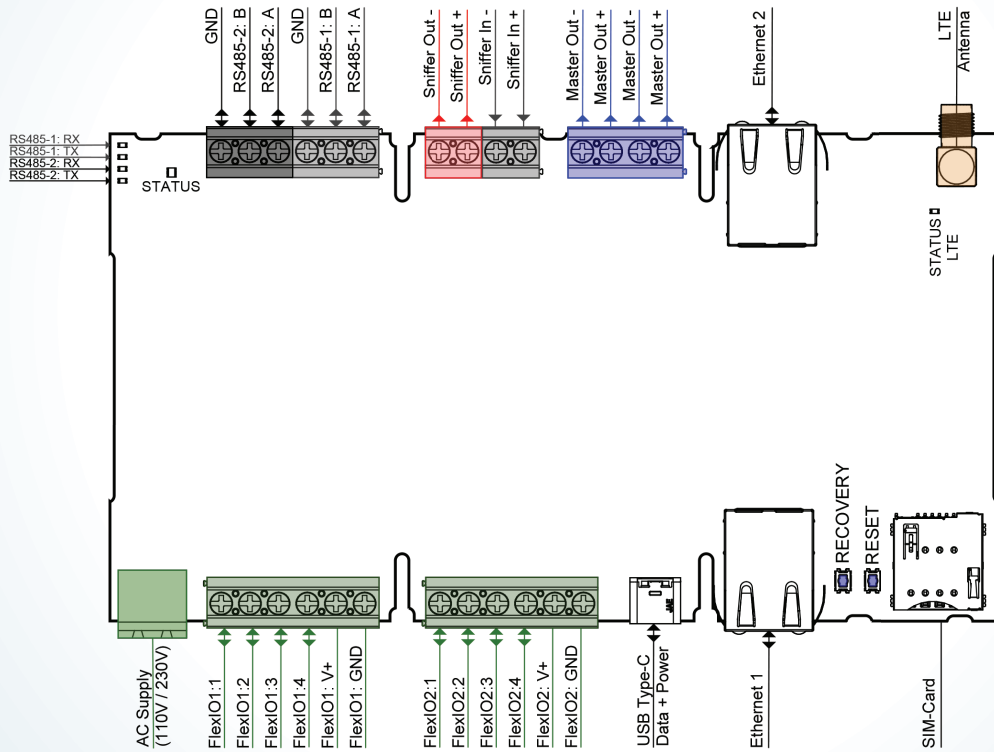 GND
RS485-2: B
RS485-2: A
GND
RS485-1: B
RS485-1: A
Sniffer Out -
Sniffer Out +
Sniffer In -
Sniffer In +
Master Out -
Master Out +
Master Out -
Master Out +
Ethernet 2
LTE
Antenna
RS485-1: RX
RS485-1: TX
RS485-2: RX
RS485-2: TX
STATUS
STATUS
LTE
RECOVERY
RESET
JAE
AC Supply
(110V / 230V)
FlexIO1:1
FlexIO1:2
FlexIO1:3
FlexIO1:4
FlexIO1: V+
FlexIO1: GND
FlexIO2:1
FlexIO2:2
FlexIO2:3
FlexIO2:4
FlexIO2: V+
FlexIO2: GND
USB Type-C
Data + Power
Ethernet 1
SIM-Card